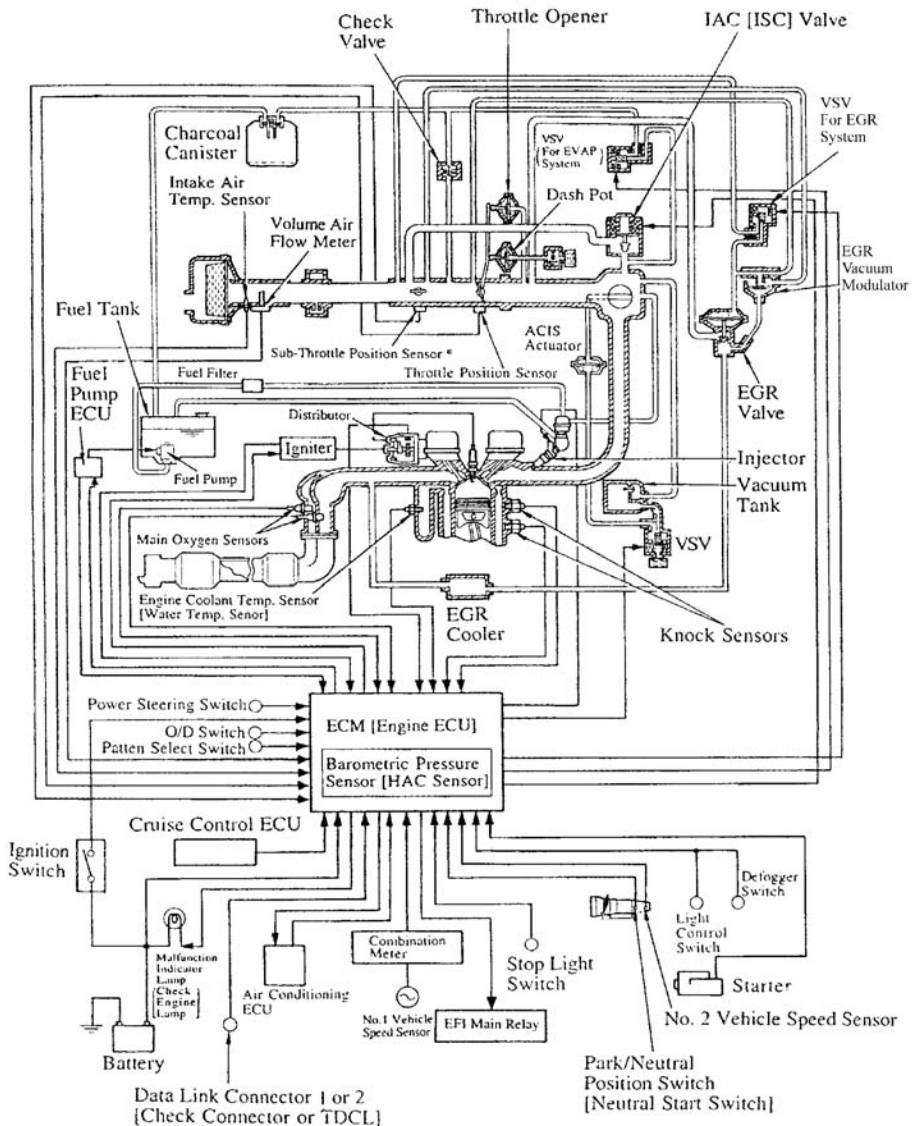 Check
Valve
Throttle Opener
IAC [ISC] Valve
VSV
For EGR
System
Charcoal
Canister
VSV
For EVAP
System
Intake Air
Temp. Sensor
Volume Air
Flow Meter
Dash Pot
EGR
Vacuum
Modulator
Fuel Tank
ACIS
Actuator
Sub-Throttle Position Sensor *
Throttle Position Sensor
Fuel
Pump
ECU
Fuel Filter
EGR
Valve
Distributor
Igniter
Fuel Pump
Injector
Vacuum
Tank
Main Oxygen Sensors
VSV
Engine Coolant Temp. Sensor
[Water Temp. Senor]
EGR
Cooler
Knock Sensors
Power Steering Switch
O/D Switch
Patten Select Switch
ECM [Engine ECU]
Barometric Pressure
Sensor [HAC Sensor]
Cruise Control ECU
Ignition
Switch
Defogger
Switch
Light
Control
Switch
Malfunction
Indicator
Lamp
(Check
Engine
Lamp)
Air Conditioning
ECU
Combination
Meter
No.1 Vehicle
Speed Sensor
Stop Light
Switch
EFI Main Relay
Starter
No. 2 Vehicle Speed Sensor
Battery
Park/Neutral
Position Switch
[Neutral Start Switch]
Data Link Connector 1 or 2
[Check Connector or TDCL]